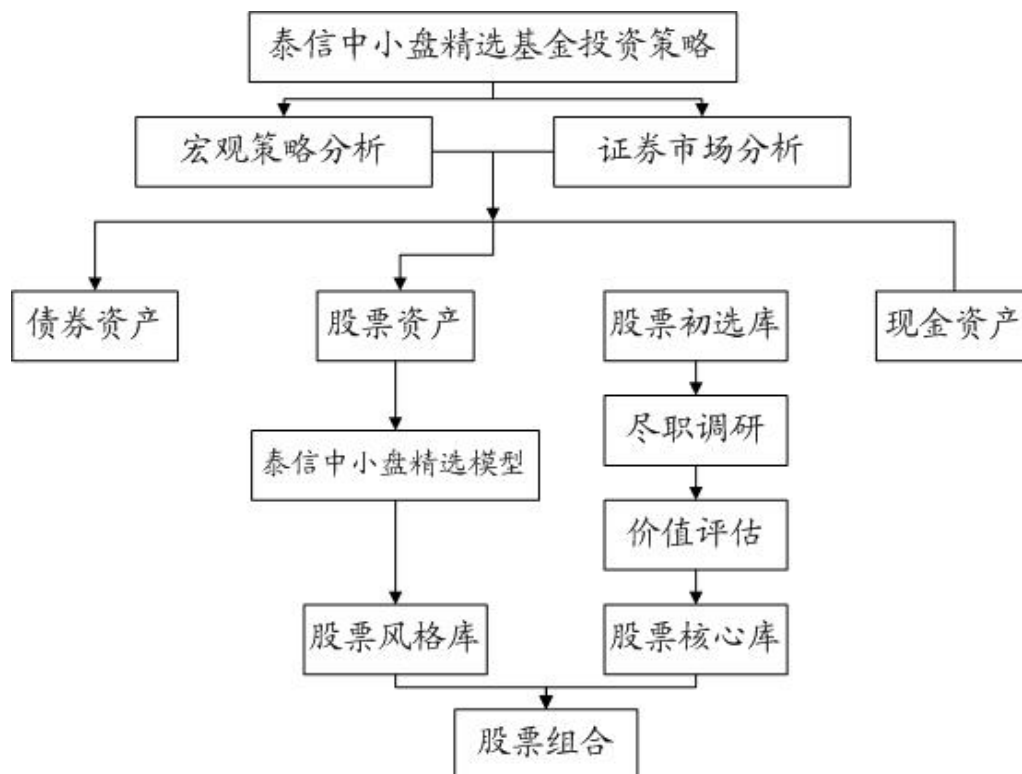 泰信中小盘精选基金投资策略
宏观策略分析
证券市场分析
债券资产
股票资产
股票初选库
现金资产
尽职调研
泰信中小盘精选模型
价值评估
股票风格库
股票核心库
股票组合